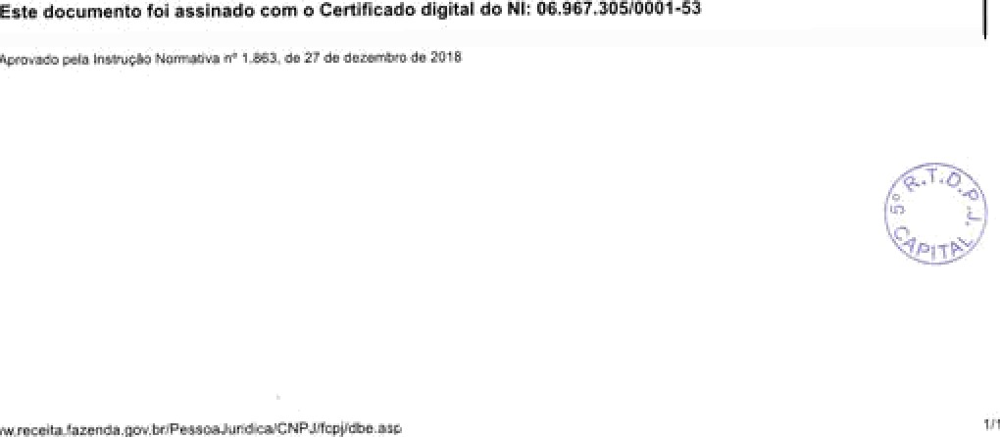 Este documento foi assinado com o Certificado digital do NI: 06.967.305/0001-53
Aprovado pela Instrução Normativa nº 1.863, de 27 de dezembro de 2018
5º R.T.D.P.J.
CAPITAL
w.receita.fazenda.gov.br/PessoaJuridica/CNPJ/fcpj/dbe.asp
1/1